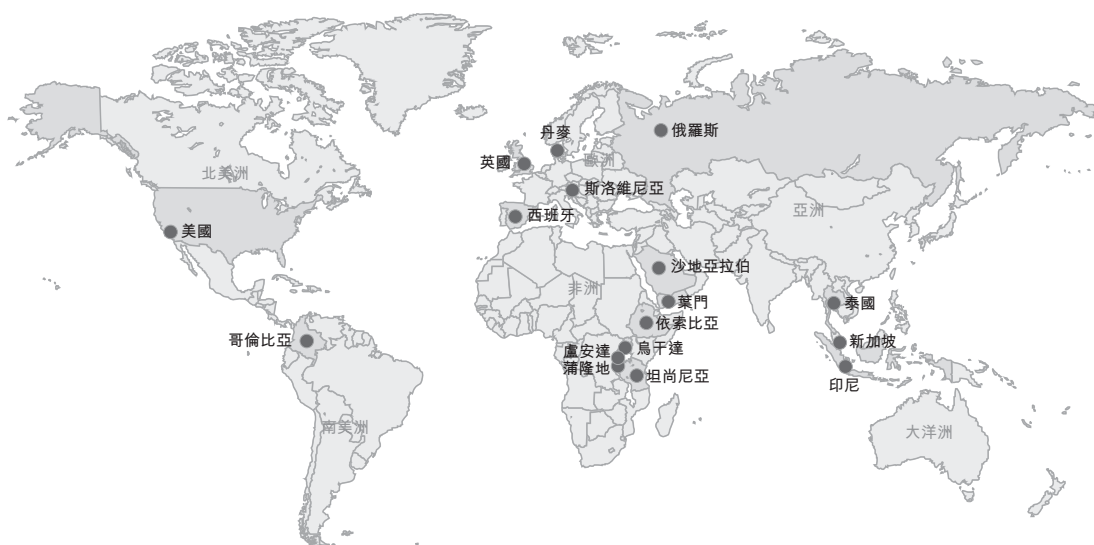 丹麥
俄羅斯
英國
歐洲
北美洲
斯洛維尼亞
亞洲
西班牙
美國
沙地亞拉伯
非洲
葉門
泰國
依索比亞
哥倫比亞
新加坡
盧安達
烏干達
蒲隆地
坦尚尼亞
印尼
南美洲
大洋洲